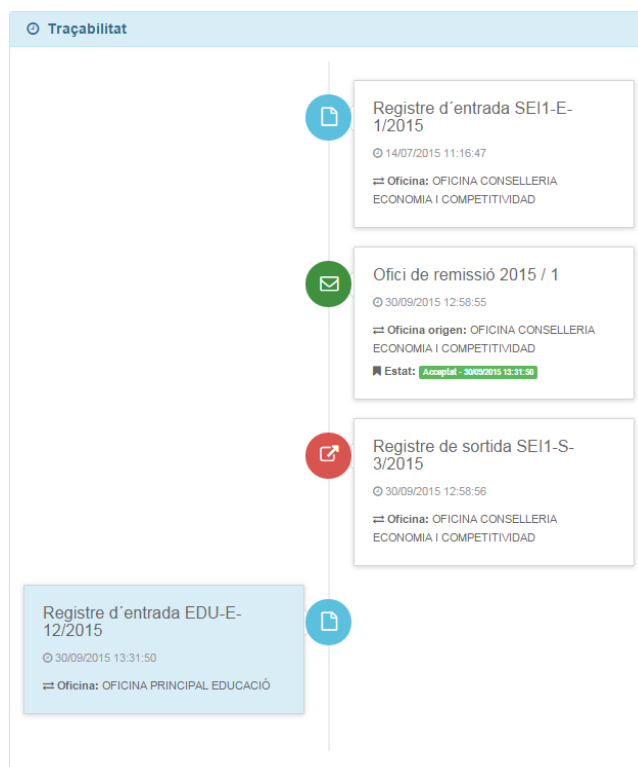 Traçabilitat
Registre d´entrada SEI1-E-
1/2015
14/07/2015 11:16:47
Oficina: OFICINA CONSELLERIA
ECONOMIA I COMPETITIVIDAD
Ofici de remissió 2015 / 1
30/09/2015 12:58:55
Oficina origen: OFICINA CONSELLERIA
ECONOMIA I COMPETITIVIDAD
Estat: Acceptat - 30/09/2015 13:31:50
Registre de sortida SEI1-S-
3/2015
30/09/2015 12:58:56
Oficina: OFICINA CONSELLERIA
ECONOMIA I COMPETITIVIDAD
Registre d´entrada EDU-E-
12/2015
30/09/2015 13:31:50
Oficina: OFICINA PRINCIPAL EDUCACIÓ